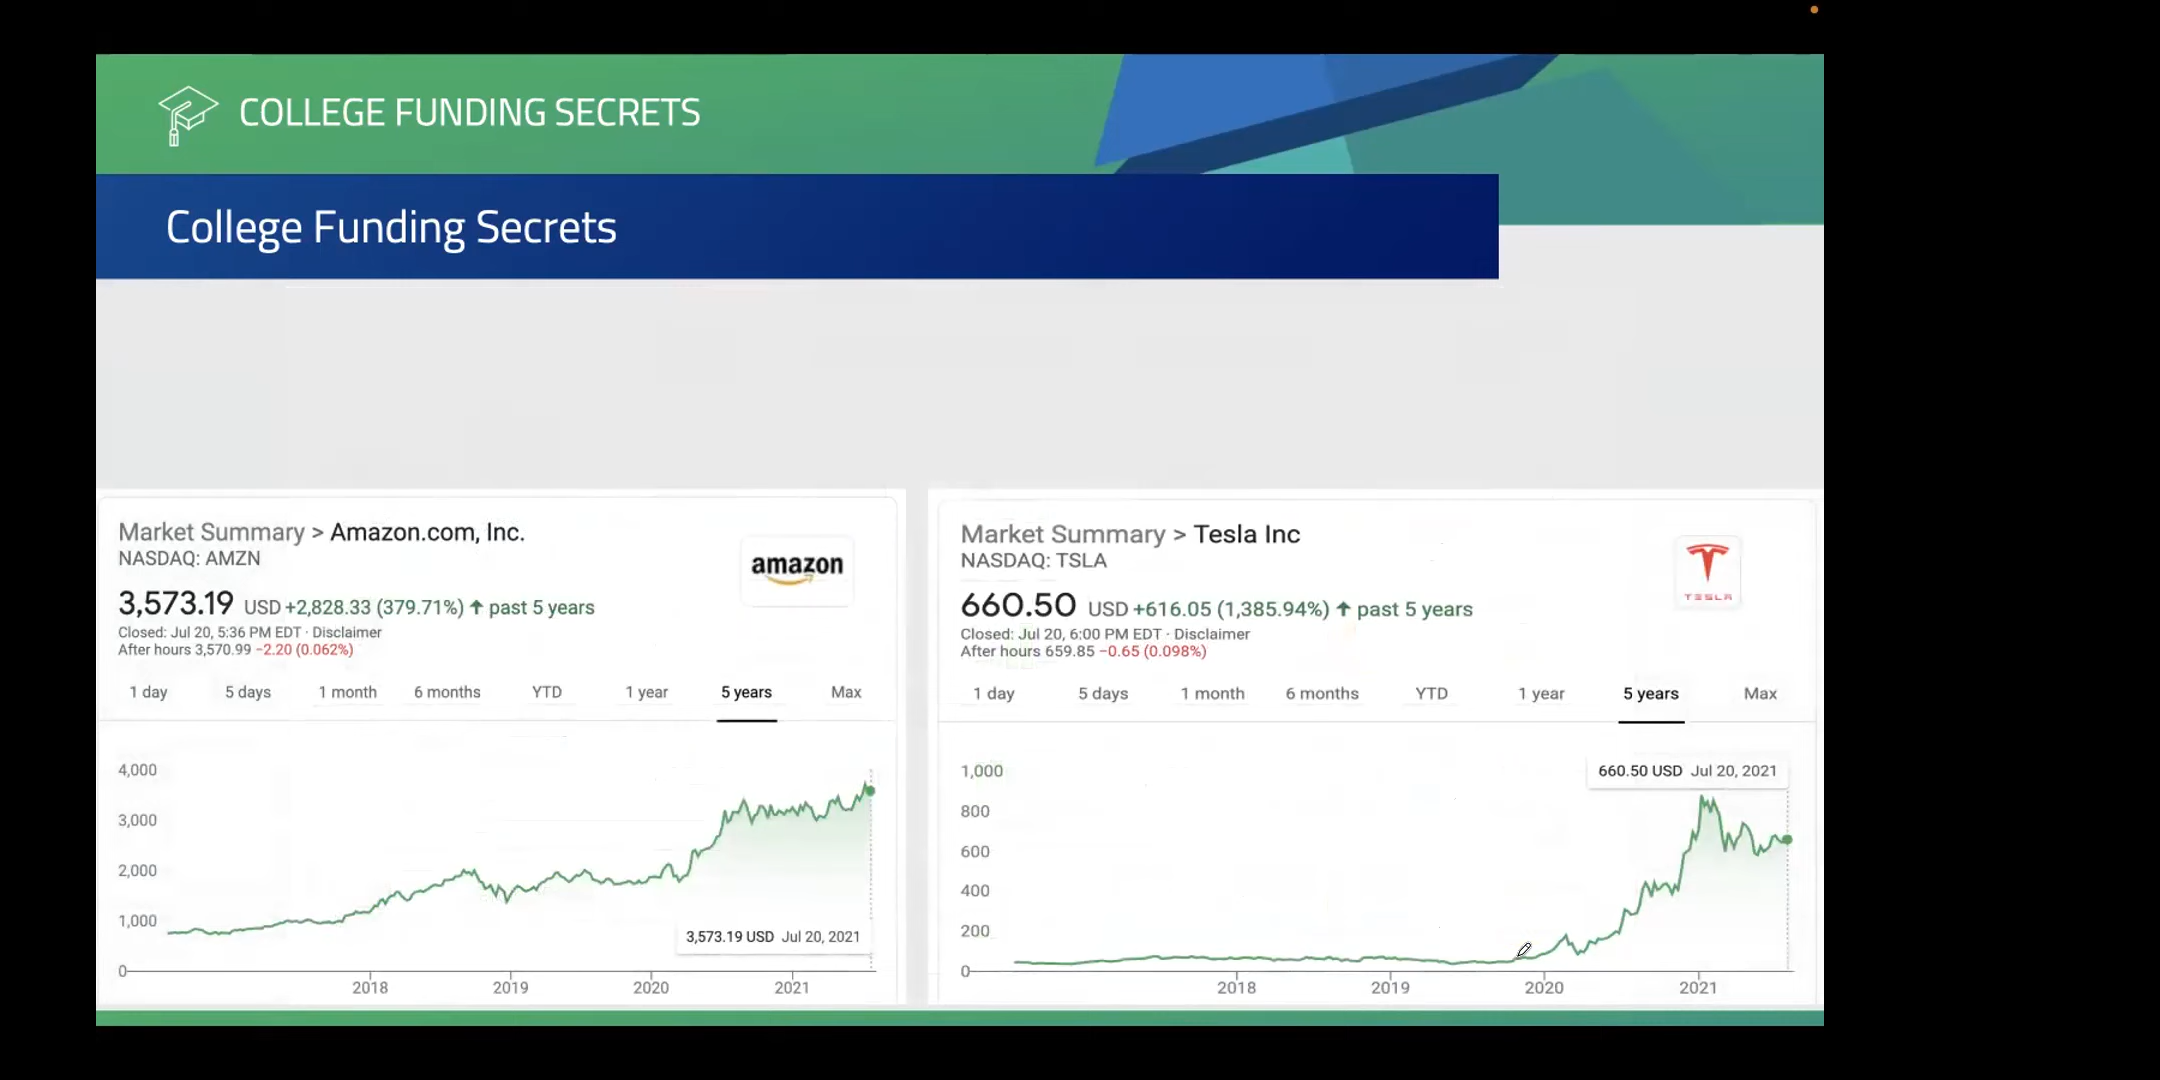 COLLEGE FUNDING SECRETS
College Funding Secrets
Market Summary > Amazon.com, Inc.
NASDAQ: AMZN
amazon
3,573.19 USD +2,828.33 (379.71%) ↑ past 5 years
Closed: Jul 20, 5:36 PM EDT · Disclaimer
After hours 3,570.99 −2.20 (0.062%)
1 day 5 days 1 month 6 months YTD 1 year 5 years Max
4,000
3,000
2,000
1,000
0
3,573.19 USD Jul 20, 2021
2018 2019 2020 2021
Market Summary > Tesla Inc
NASDAQ: TSLA
TESLA
660.50 USD +616.05 (1,385.94%) ↑ past 5 years
Closed: Jul 20, 6:00 PM EDT · Disclaimer
After hours 659.85 −0.65 (0.098%)
1 day 5 days 1 month 6 months YTD 1 year 5 years Max
660.50 USD Jul 20, 2021
1,000
800
600
400
200
0
2018 2019 2020 2021